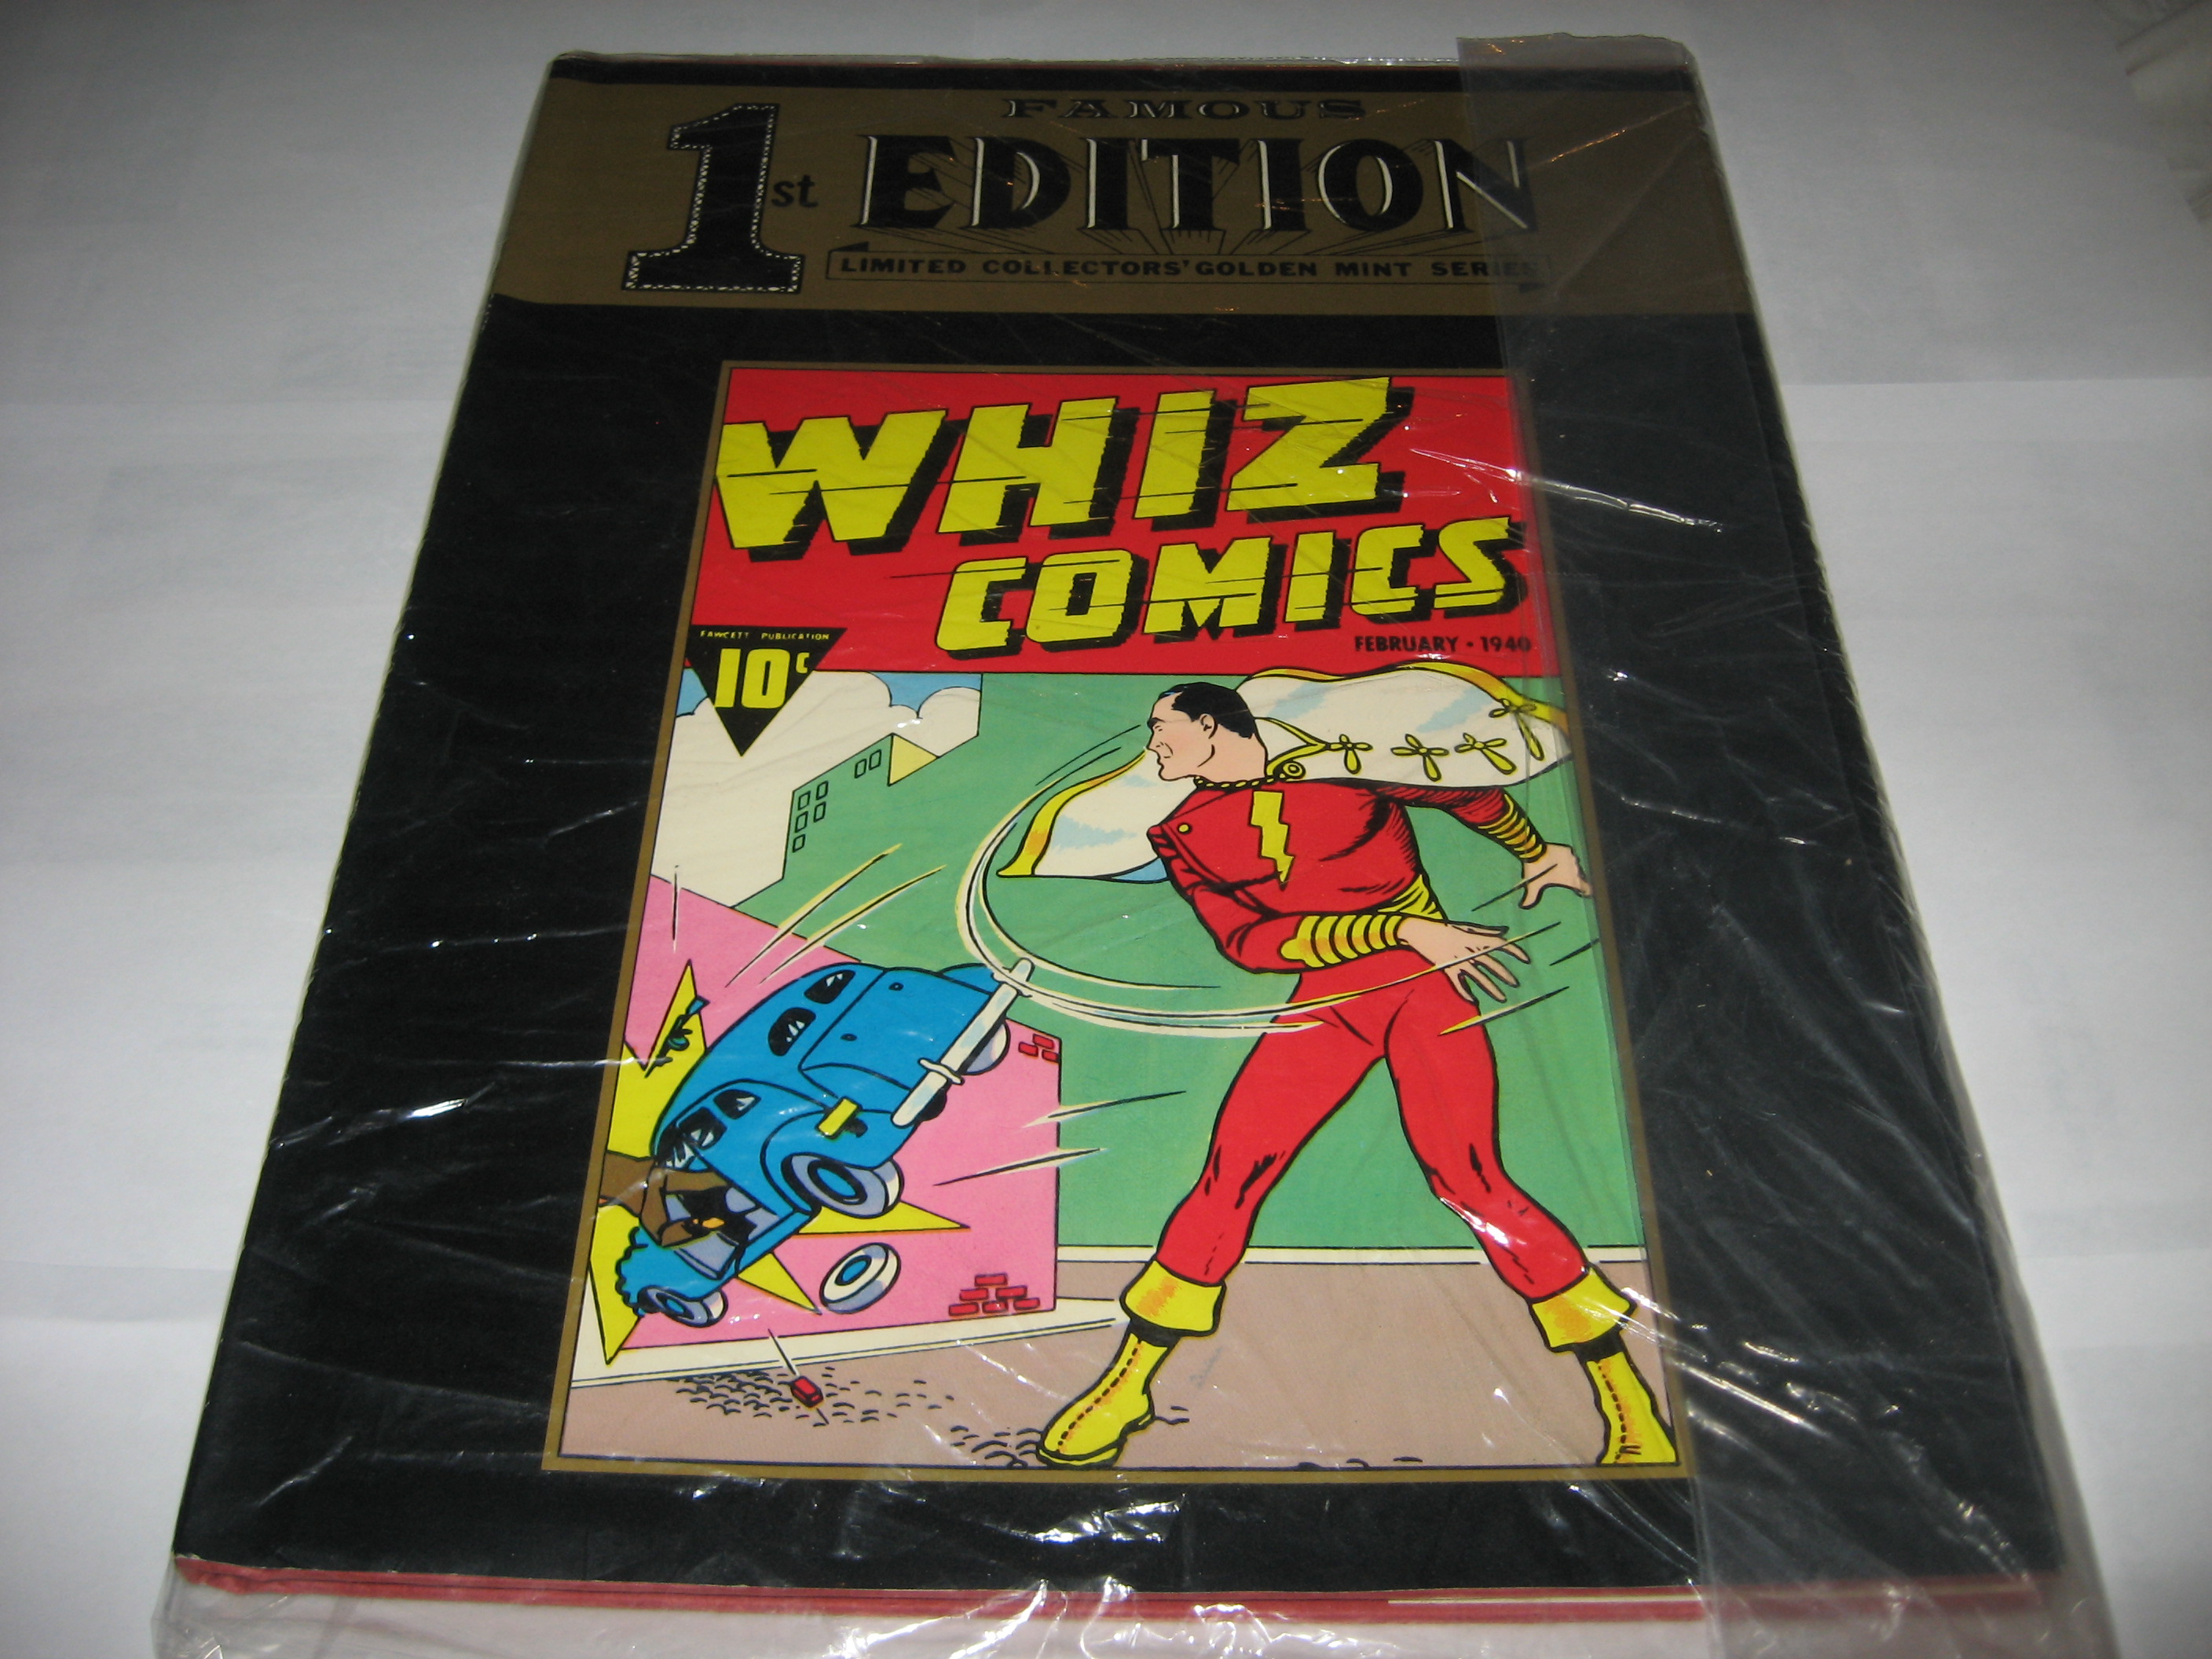 FAMOUS
1st EDITION
LIMITED COLLECTORS' GOLDEN MINT SERIES
WHIZ
COMICS
FEBRUARY • 1940
FAWCETT PUBLICATION
10¢